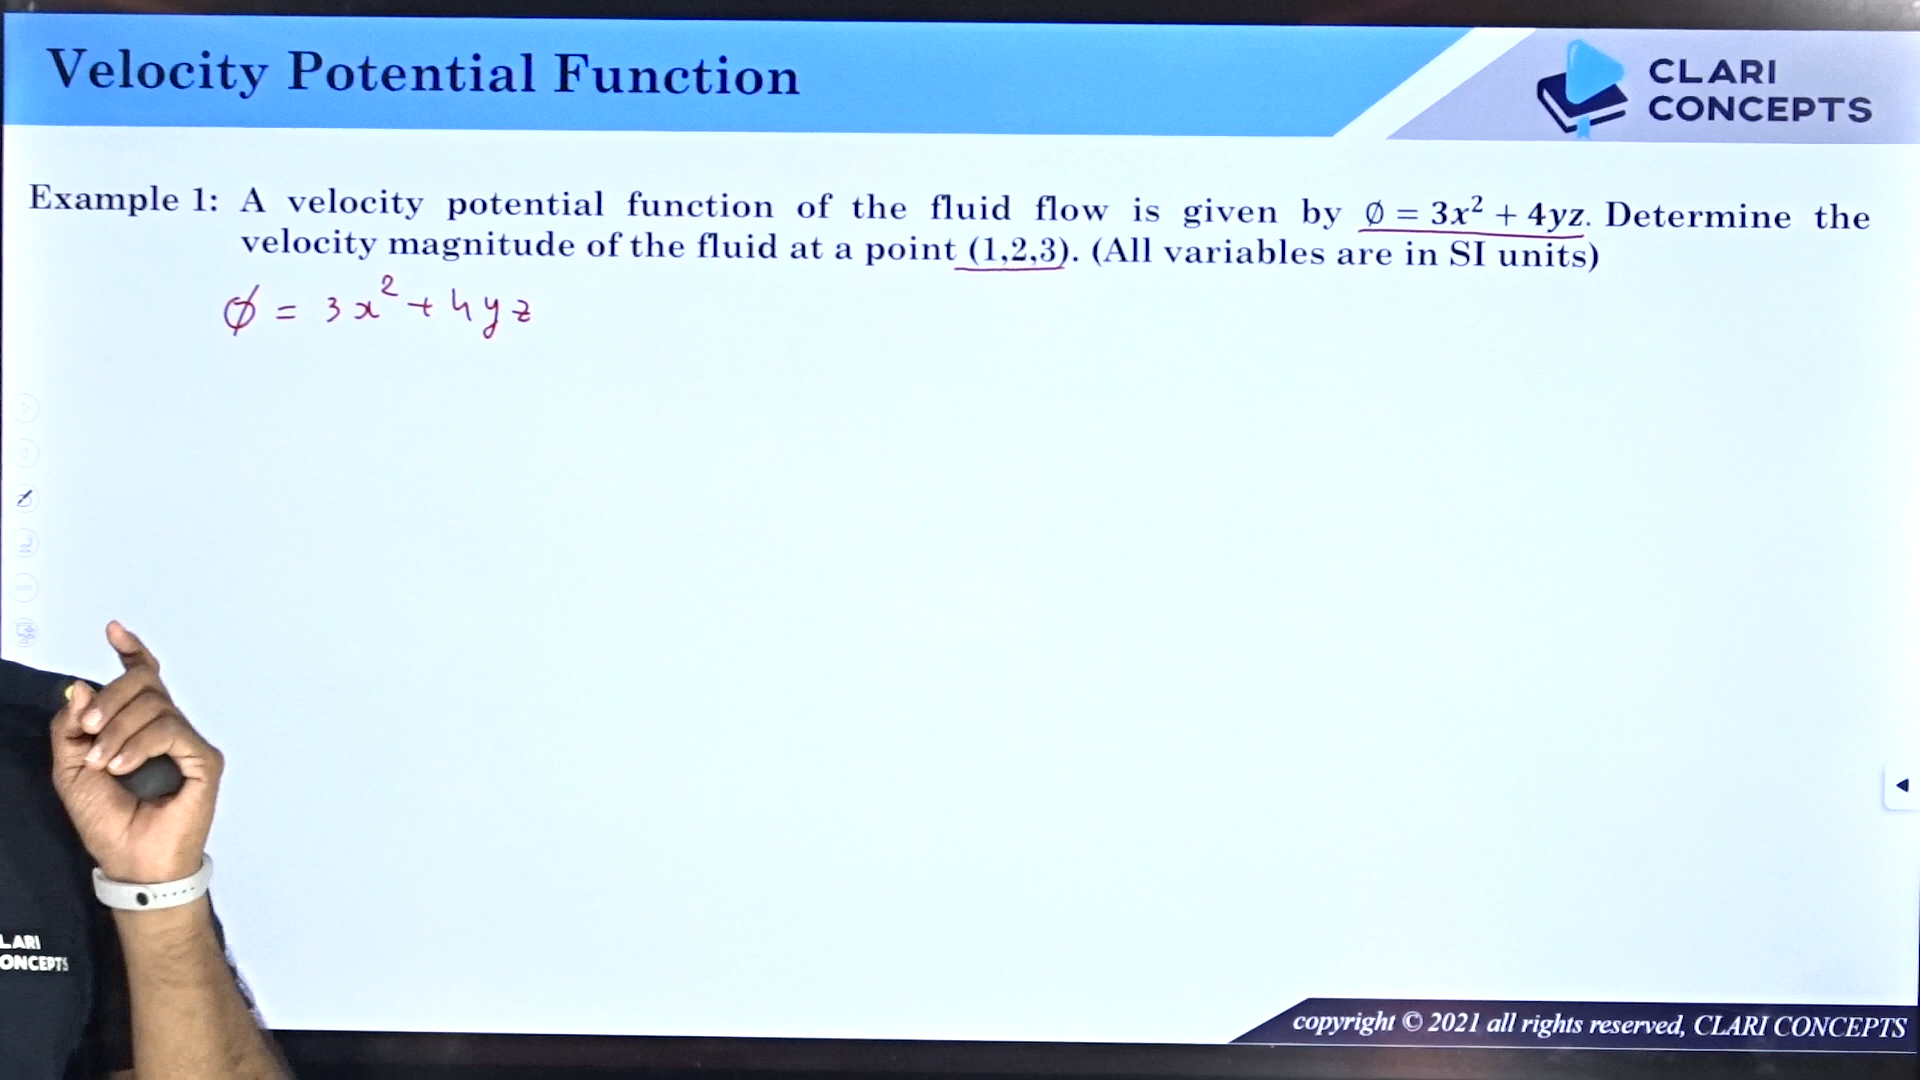 Velocity Potential Function
CLARI
CONCEPTS
Example 1: A velocity potential function of the fluid flow is given by ∅ = 3x² + 4yz. Determine the
velocity magnitude of the fluid at a point (1,2,3). (All variables are in SI units)
∅ = 3x² + 4yz
LARI
ONCEPTS
copyright © 2021 all rights reserved, CLARI CONCEPTS